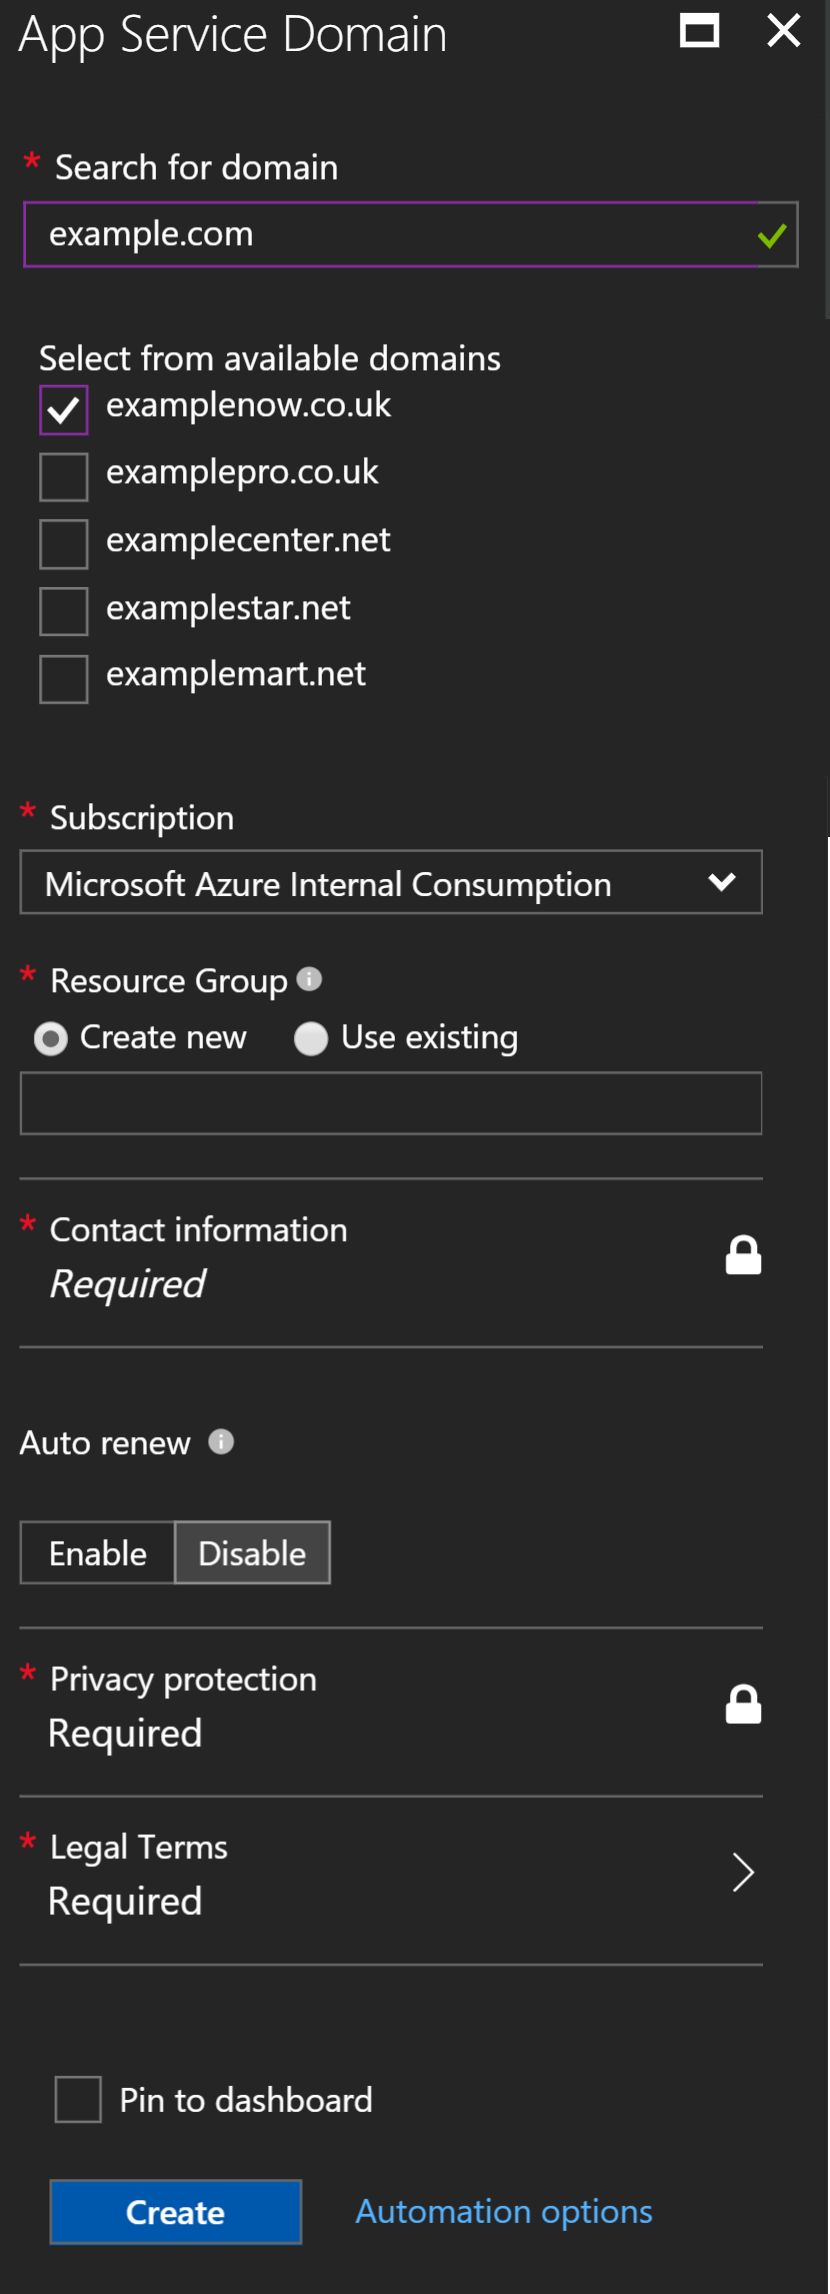 App Service Domain
* Search for domain
example.com
Select from available domains
examplenow.co.uk
examplepro.co.uk
examplecenter.net
examplestar.net
examplemart.net
* Subscription
Microsoft Azure Internal Consumption
* Resource Group
Create new Use existing
* Contact information
Required
Auto renew
Enable Disable
* Privacy protection
Required
* Legal Terms
Required
Pin to dashboard
Create Automation options